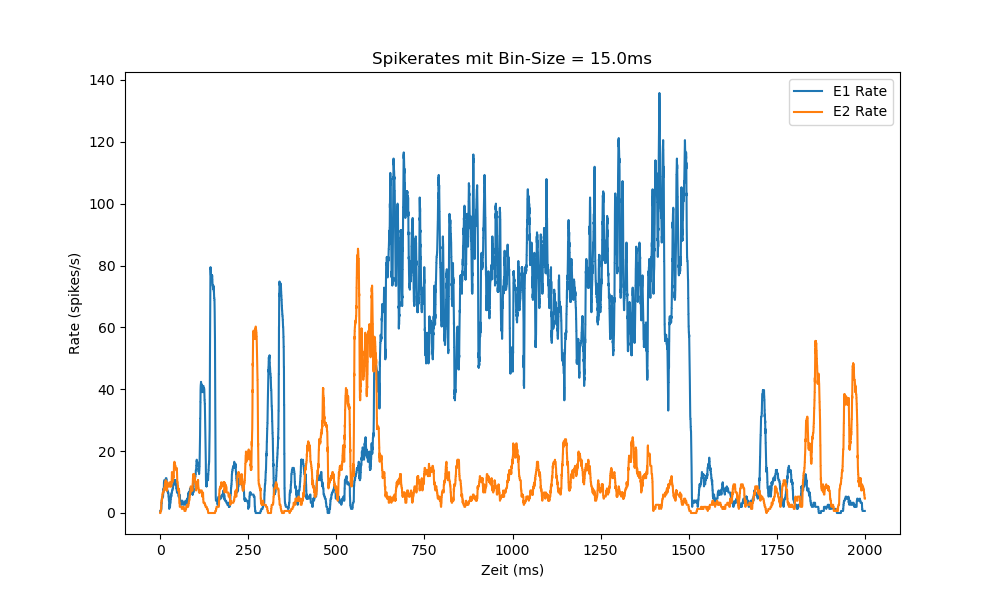 Spikerates mit Bin-Size = 15.0ms
E1 Rate
E2 Rate
Rate (spikes/s)
140
120
100
80
60
40
20
0
0 250 500 750 1000 1250 1500 1750 2000
Zeit (ms)